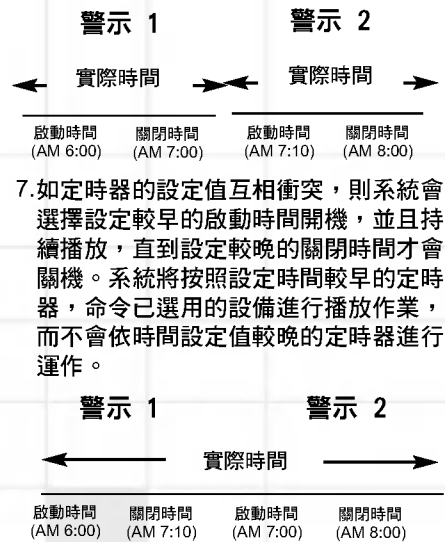 警示 1 警示 2
實際時間 實際時間
啟動時間 關閉時間 啟動時間 關閉時間
(AM 6:00) (AM 7:00) (AM 7:10) (AM 8:00)
7.如定時器的設定值互相衝突，則系統會
選擇設定較早的啟動時間開機，並且持
續播放，直到設定較晚的關閉時間才會
關機。系統將按照設定時間較早的定時
器，命令已選用的設備進行播放作業，
而不會依時間設定值較晚的定時器進行
運作。
警示 1 警示 2
實際時間
啟動時間 關閉時間 啟動時間 關閉時間
(AM 6:00) (AM 7:10) (AM 7:00) (AM 8:00)